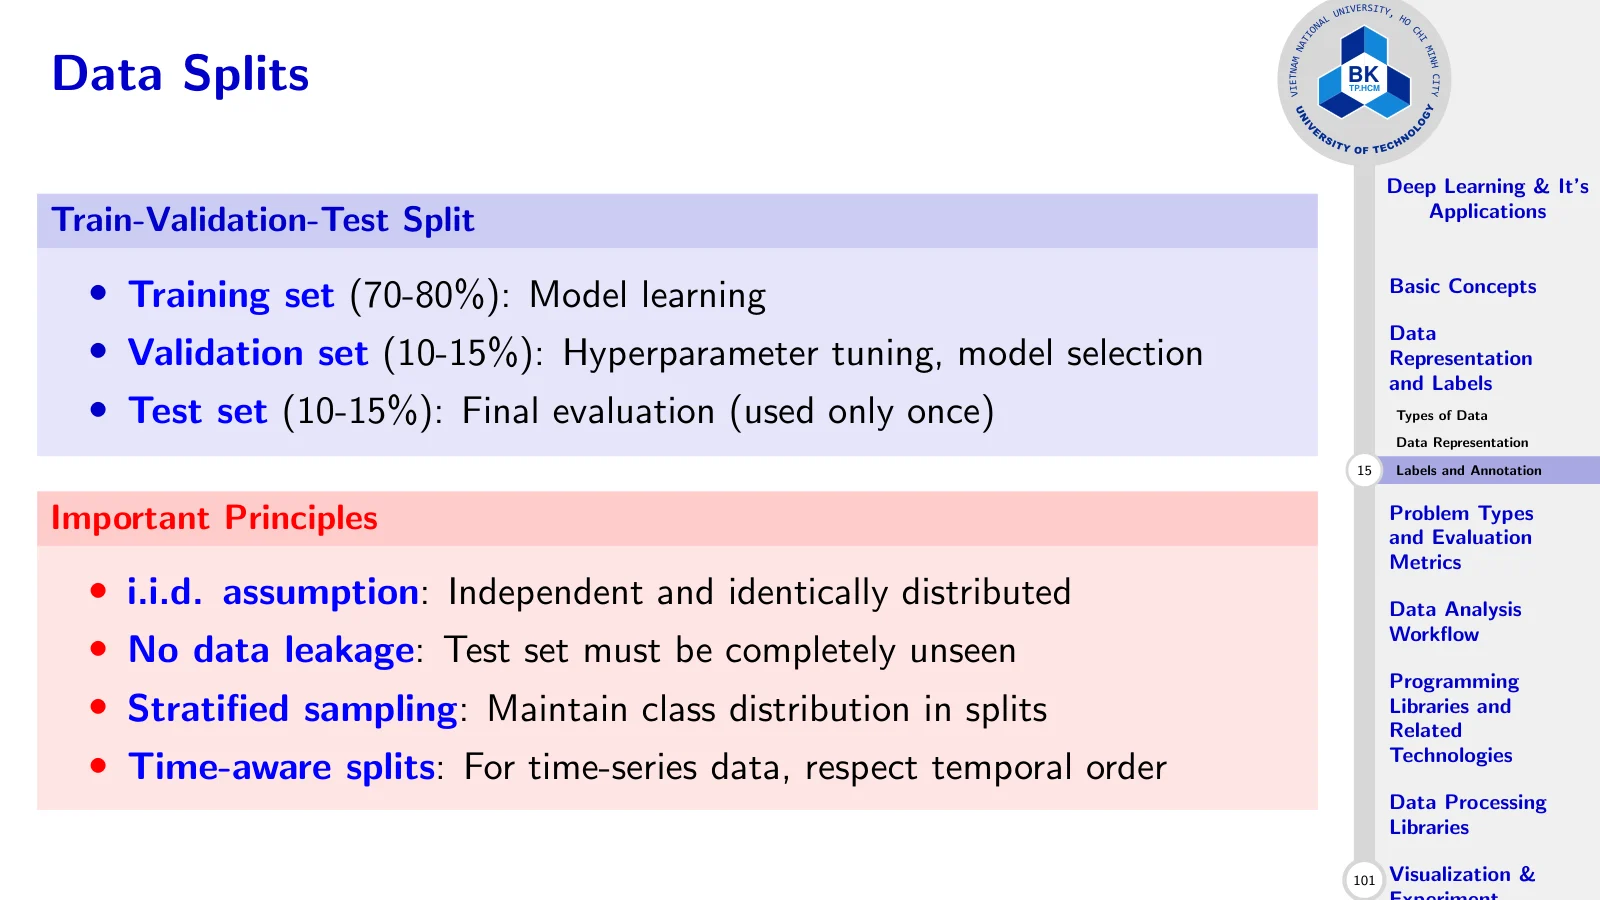 Data Splits
Train-Validation-Test Split
• Training set (70-80%): Model learning
• Validation set (10-15%): Hyperparameter tuning, model selection
• Test set (10-15%): Final evaluation (used only once)
Important Principles
• i.i.d. assumption: Independent and identically distributed
• No data leakage: Test set must be completely unseen
• Stratified sampling: Maintain class distribution in splits
• Time-aware splits: For time-series data, respect temporal order
VIETNAM NATIONAL UNIVERSITY, HO CHI MINH CITY
BK
TP.HCM
UNIVERSITY OF TECHNOLOGY
Deep Learning & It's
Applications
Basic Concepts
Data
Representation
and Labels
Types of Data
Data Representation
15 Labels and Annotation
Problem Types
and Evaluation
Metrics
Data Analysis
Workflow
Programming
Libraries and
Related
Technologies
Data Processing
Libraries
101 Visualization &
Experiment